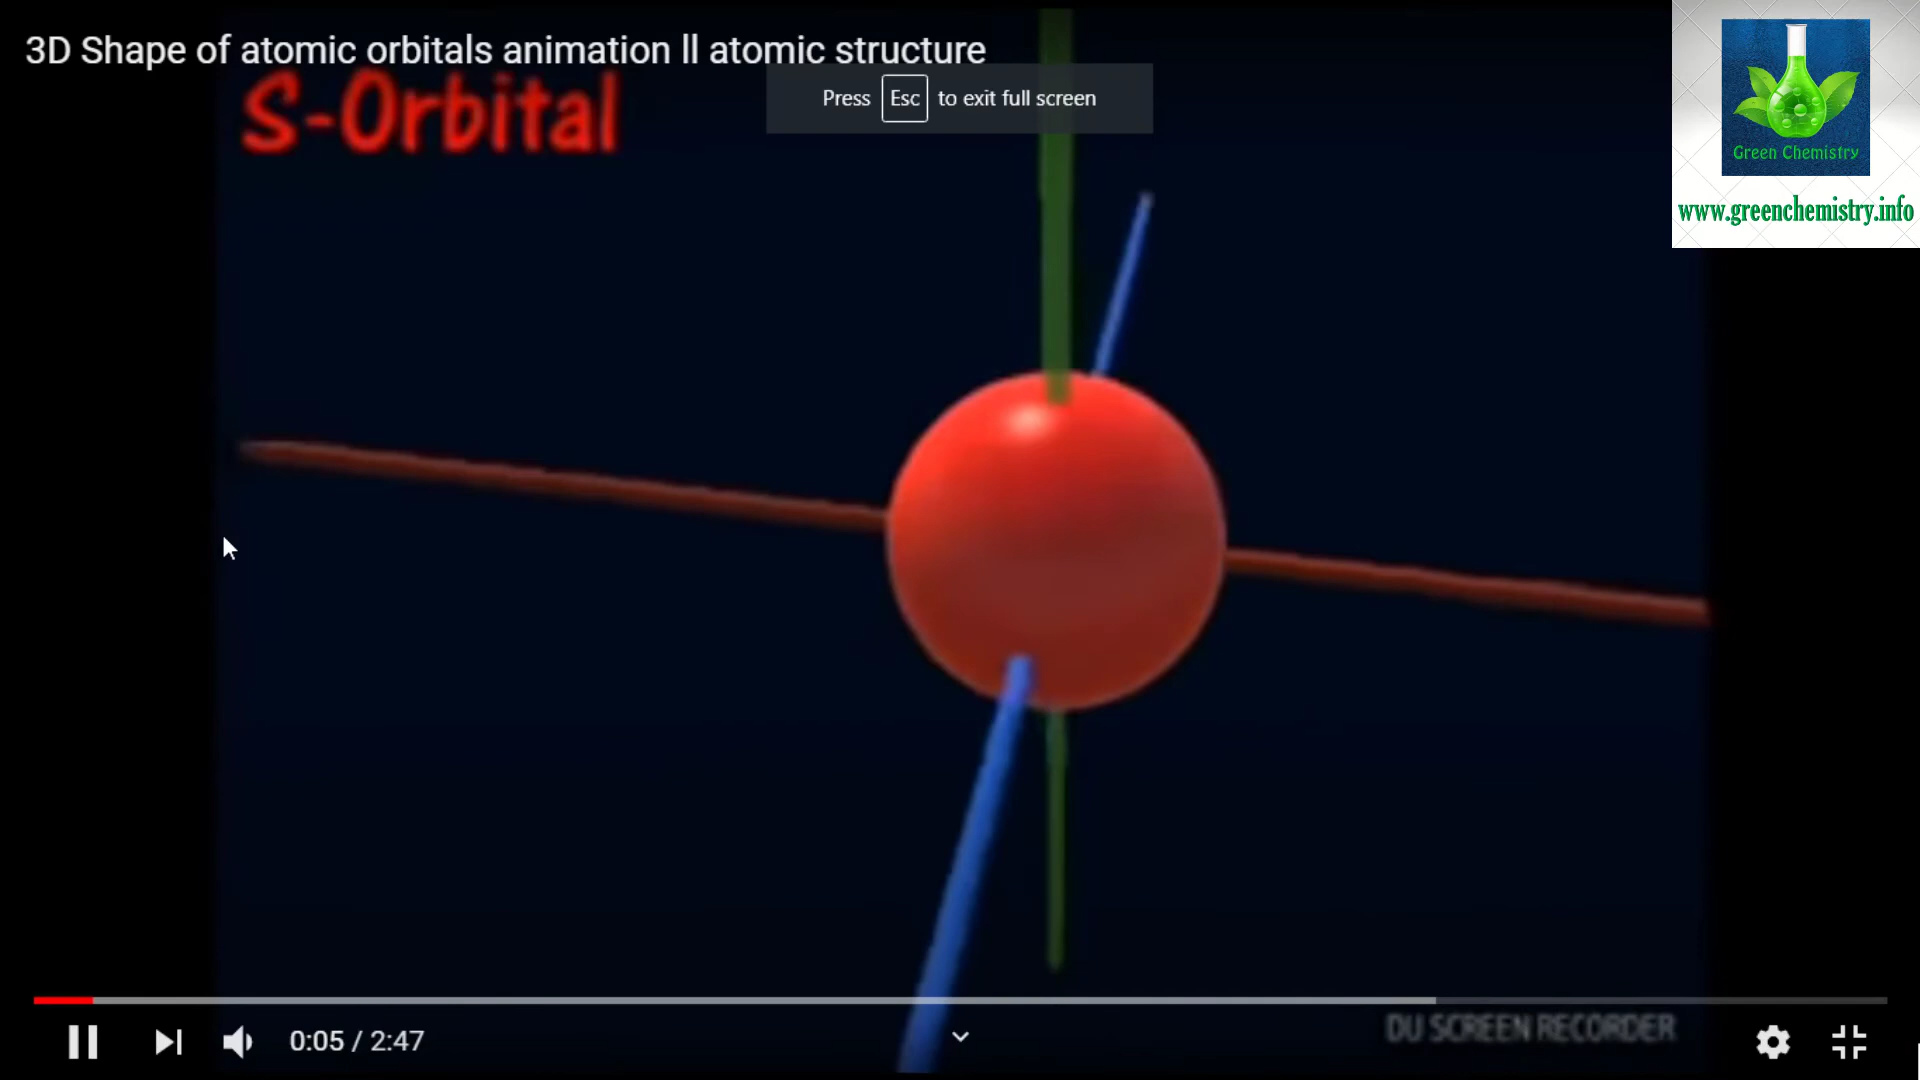 3D Shape of atomic orbitals animation ll atomic structure
S-Orbital
Press Esc to exit full screen
Green Chemistry
www.greenchemistry.info
DU SCREEN RECORDER
0:05 / 2:47